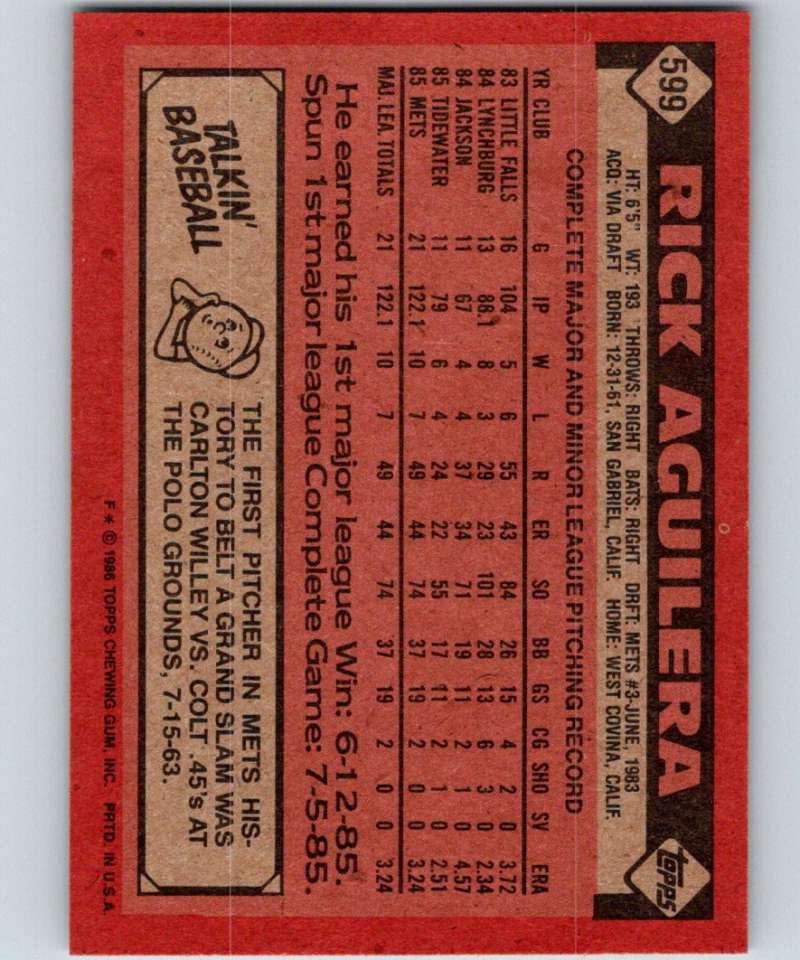 599 RICK AGUILERA topps
HT: 6'5" WT: 193 THROWS: RIGHT BATS: RIGHT DRFT: METS #3-JUNE, 1983
ACQ: VIA DRAFT BORN: 12-31-61, SAN GABRIEL, CALIF. HOME: WEST COVINA, CALIF.
COMPLETE MAJOR AND MINOR LEAGUE PITCHING RECORD
YR CLUB G IP W L R ER SO BB GS CG SHO SV ERA
83 LITTLE FALLS 16 104 5 6 55 43 84 26 15 4 2 0 3.72
84 LYNCHBURG 13 88.1 8 3 29 23 101 28 13 6 3 0 2.34
84 JACKSON 11 67 4 4 37 34 71 19 11 2 1 0 4.57
85 TIDEWATER 11 79 6 4 24 22 55 17 11 2 1 0 2.51
85 METS 21 122.1 10 7 49 44 74 37 19 2 0 0 3.24
MAJ. LEA. TOTALS 21 122.1 10 7 49 44 74 37 19 2 0 0 3.24
He earned his 1st major league Win: 6-12-85.
Spun 1st major league Complete Game: 7-5-85.
TALKIN'
BASEBALL
THE FIRST PITCHER IN METS HIS-
TORY TO BELT A GRAND SLAM WAS
CARLTON WILLEY VS. COLT .45's AT
THE POLO GROUNDS, 7-15-63.
F* © 1986 TOPPS CHEWING GUM, INC. PRTD. IN U.S.A.